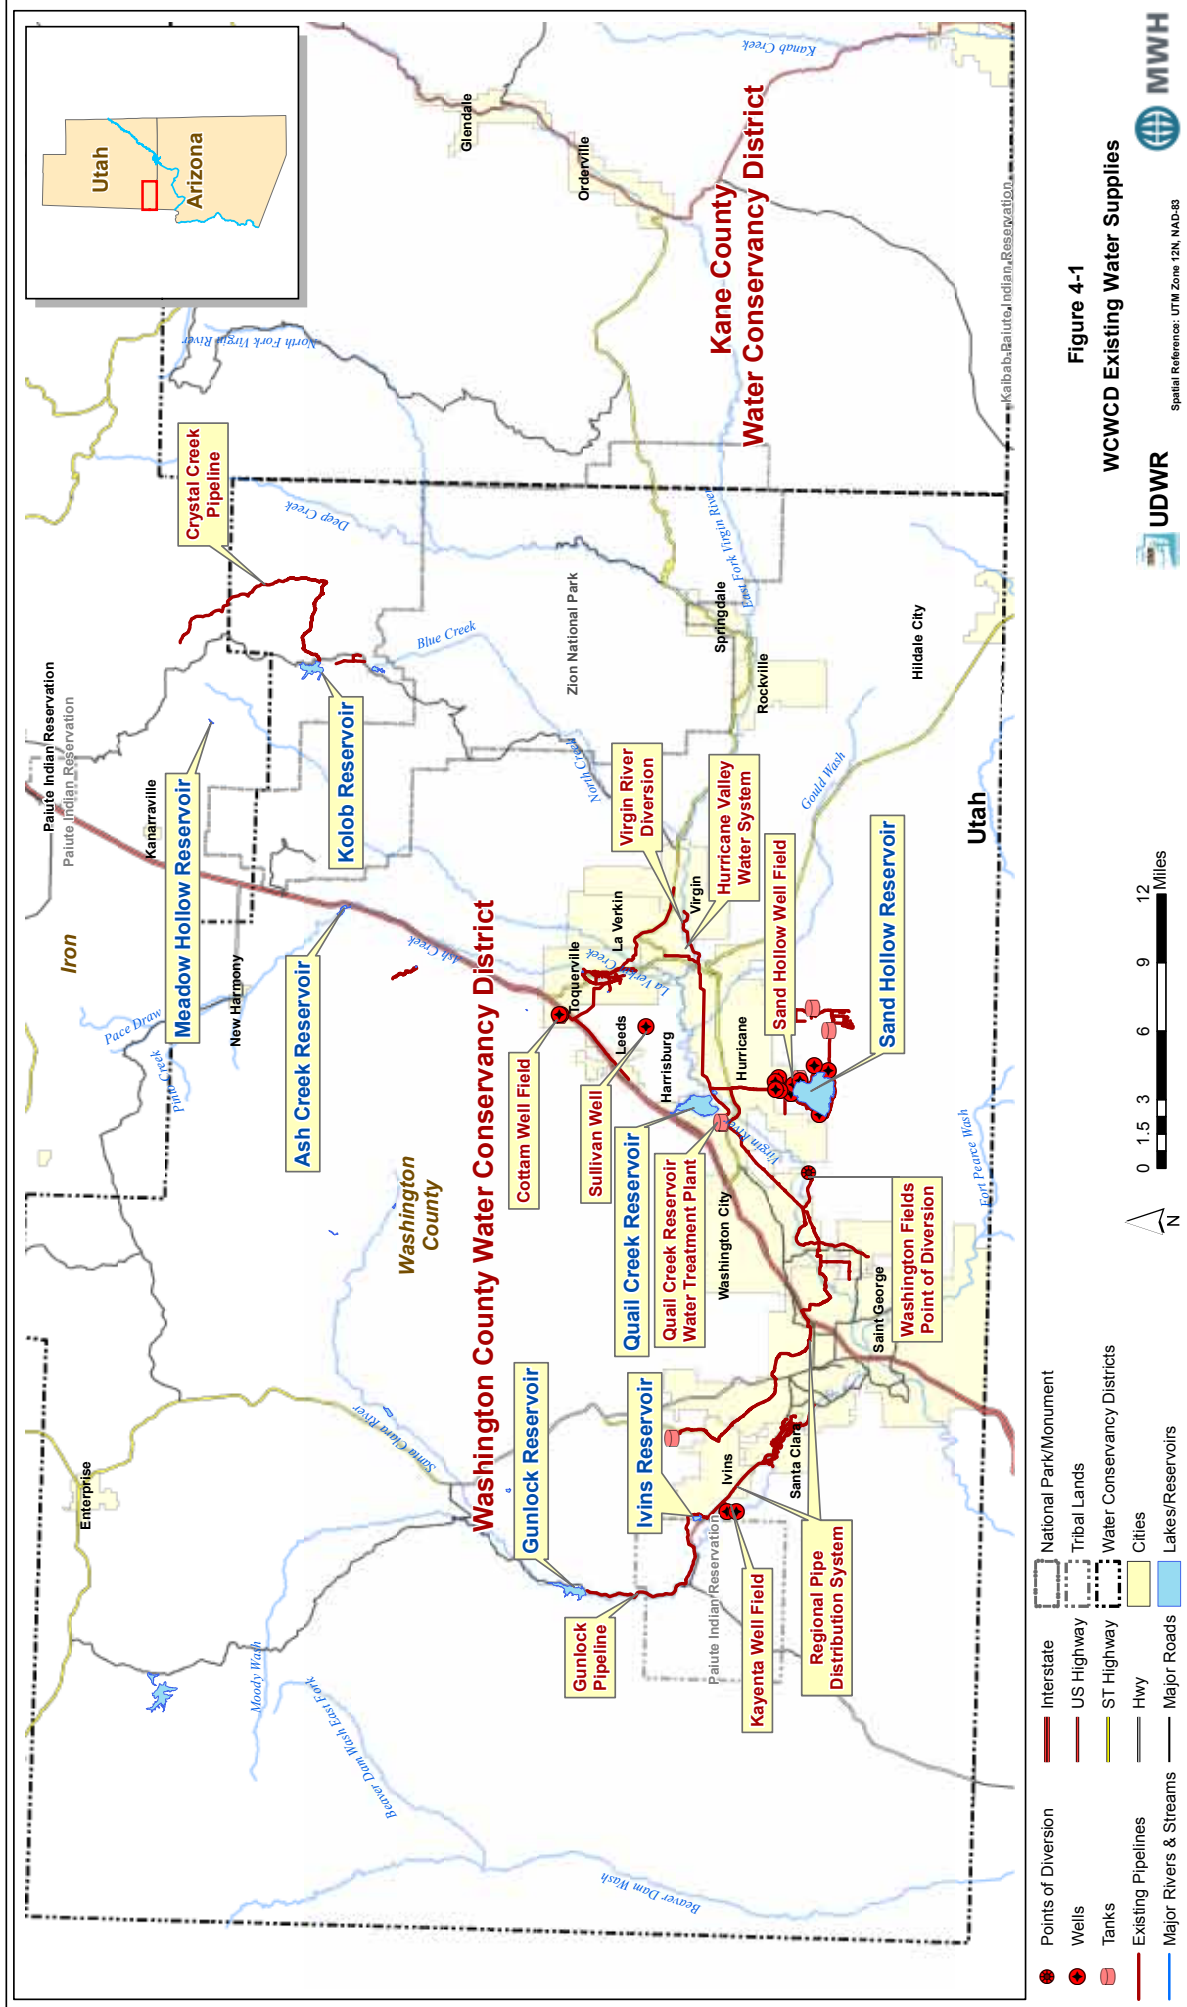 Utah
Arizona
Iron
Paiute Indian Reservation
Paiute Indian Reservation
Kanarraville
Meadow Hollow Reservoir
New Harmony
Pace Draw
Pinto Creek
Enterprise
Crystal Creek
Pipeline
Kolob Reservoir
Ash Creek Reservoir
North Fork Virgin River
Deep Creek
Blue Creek
Zion National Park
North Creek
Ash Creek
Washington
County
Washington County Water Conservancy District
Santa Clara River
Moody Wash
Beaver Dam Wash East Fork
Beaver Dam Wash
Glendale
Orderville
Kanab Creek
Kane County
Water Conservancy District
Kaibab-Paiute Indian Reservation
East Fork Virgin River
Springdale
Rockville
Hildale City
Gould Wash
Virgin River
Diversion
Hurricane Valley
Water System
Virgin
La Verkin
La Verkin Creek
Toquerville
Cottam Well Field
Leeds
Sullivan Well
Harrisburg
Hurricane
Sand Hollow Well Field
Sand Hollow Reservoir
Quail Creek Reservoir
Quail Creek Reservoir
Water Treatment Plant
Virgin River
Washington City
Washington Fields
Point of Diversion
Fort Pearce Wash
Saint George
Gunlock Reservoir
Ivins Reservoir
Ivins
Santa Clara
Gunlock
Pipeline
Paiute Indian Reservation
Kayenta Well Field
Regional Pipe
Distribution System
Utah
Points of Diversion
Wells
Tanks
Existing Pipelines
Major Rivers & Streams
Interstate
US Highway
ST Highway
Hwy
Major Roads
National Park/Monument
Tribal Lands
Water Conservancy Districts
Cities
Lakes/Reservoirs
N
0 1.5 3 6 9 12
Miles
Figure 4-1
WCWCD Existing Water Supplies
UDWR
MWH
Spatial Reference: UTM Zone 12N, NAD-83